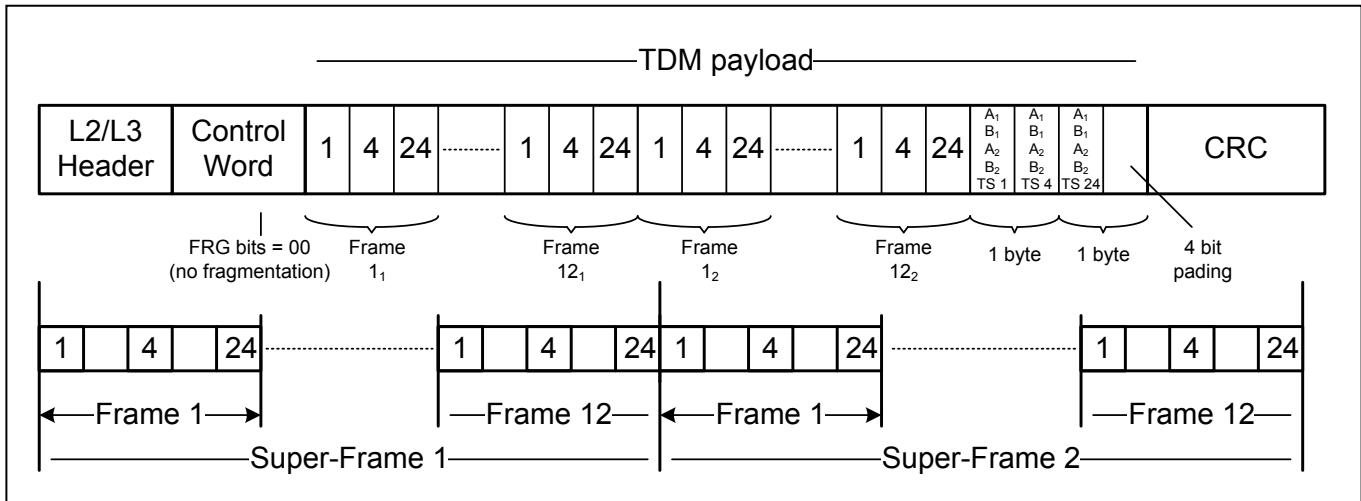 TDM payload
L2/L3 Header Control Word 1 4 24 1 4 24 1 4 24 1 4 24 A₁ B₁ A₂ B₂ TS 1 A₁ B₁ A₂ B₂ TS 4 A₁ B₁ A₂ B₂ TS 24 CRC
FRG bits = 00 (no fragmentation)
Frame 1₁
Frame 12₁
Frame 1₂
Frame 12₂
1 byte
1 byte
4 bit pading
1 4 24 1 4 24 1 4 24 1 4 24
Frame 1 Frame 12 Frame 1 Frame 12
Super-Frame 1 Super-Frame 2